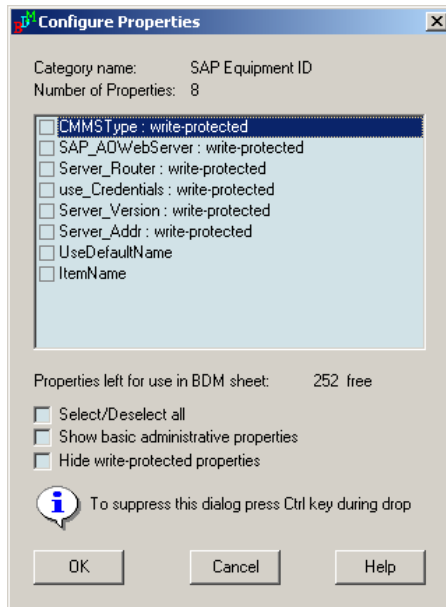 BDM Configure Properties
Category name: SAP Equipment ID
Number of Properties: 8
CMMSType : write-protected
SAP_AOWebServer : write-protected
Server_Router : write-protected
use_Credentials : write-protected
Server_Version : write-protected
Server_Addr : write-protected
UseDefaultName
ItemName
Properties left for use in BDM sheet: 252 free
Select/Deselect all
Show basic administrative properties
Hide write-protected properties
To suppress this dialog press Ctrl key during drop
OK Cancel Help